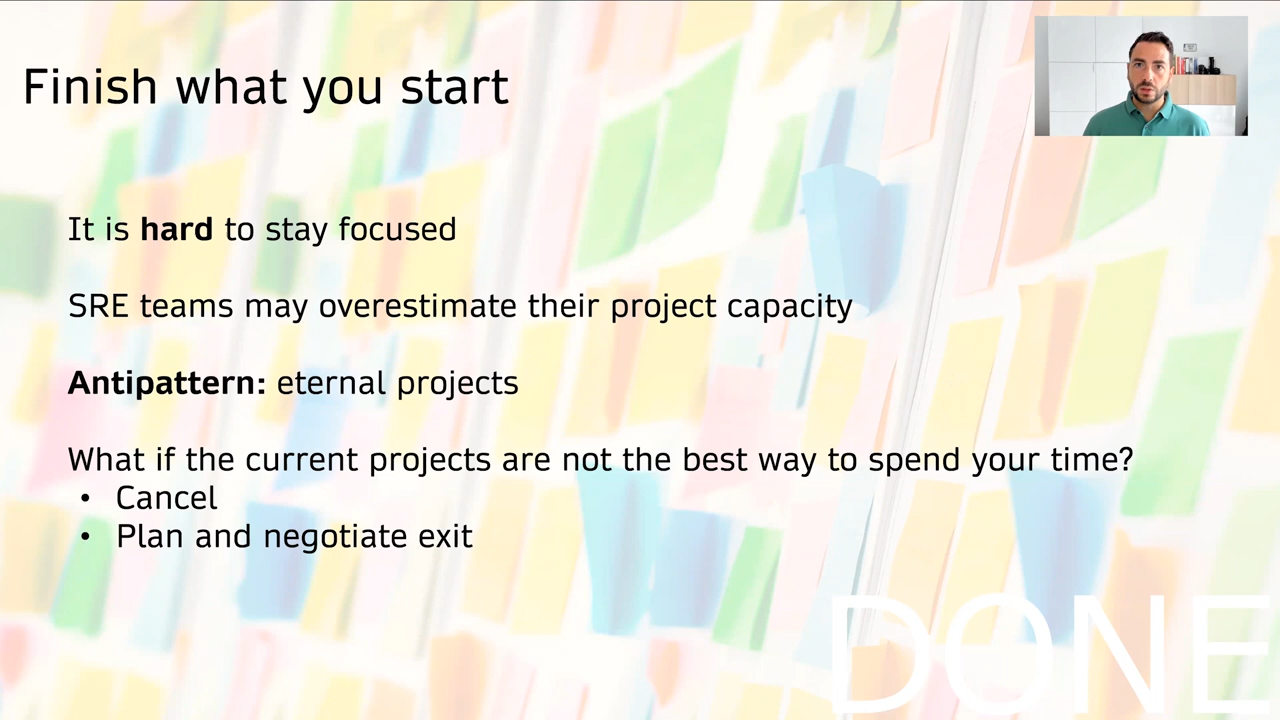 Finish what you start
It is hard to stay focused
SRE teams may overestimate their project capacity
Antipattern: eternal projects
What if the current projects are not the best way to spend your time?
• Cancel
• Plan and negotiate exit
DONE